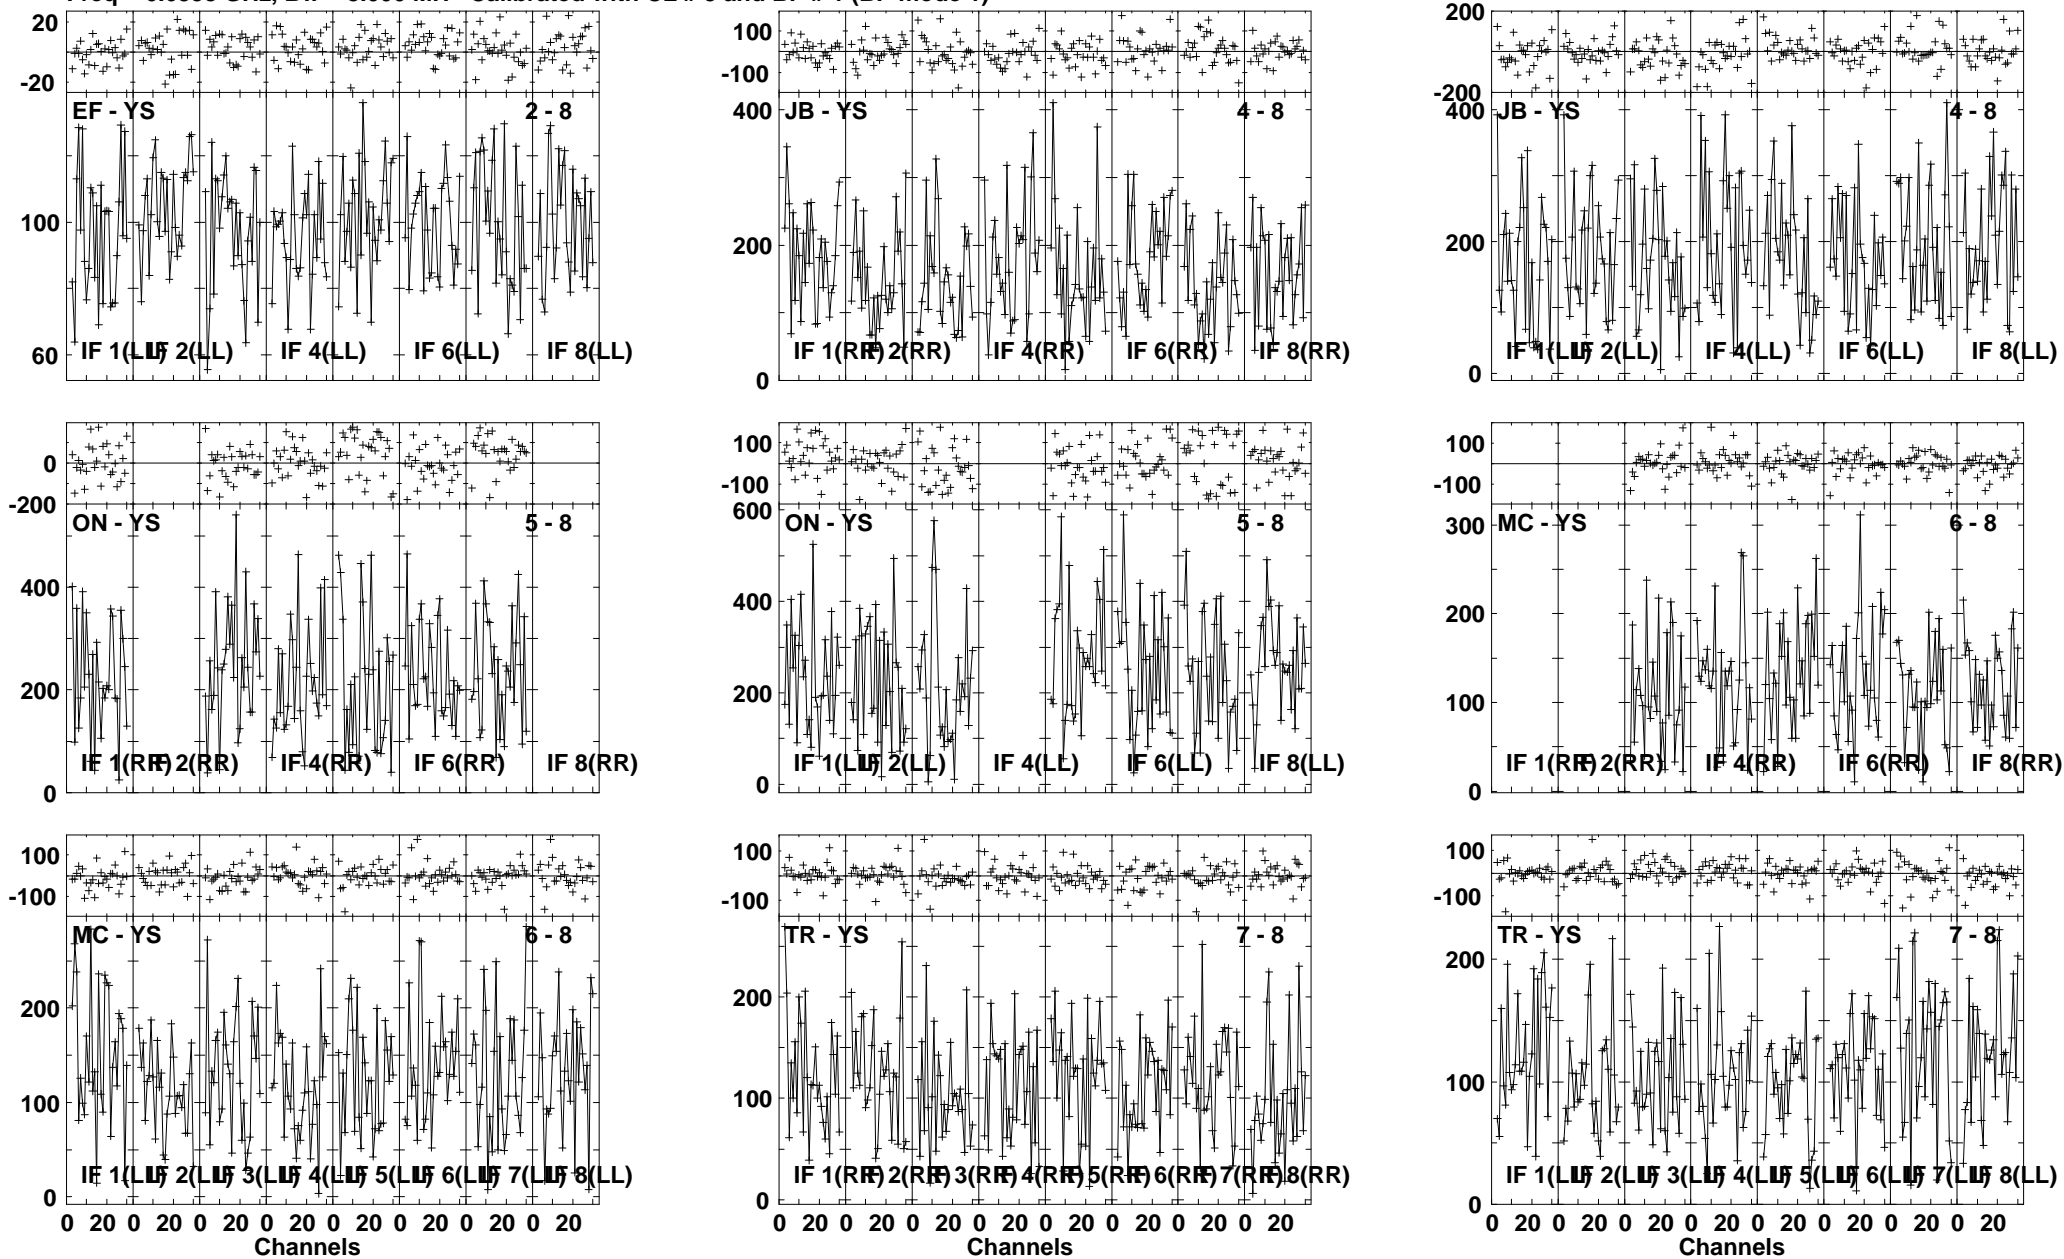 20
-20
EF - YS 2 - 8
100
60
IF 1(LL) IF 2(LL) IF 4(LL) IF 6(LL) IF 8(LL)
100
-100
400
JB - YS 4 - 8
200
0
IF 1(RR) IF 2(RR) IF 4(RR) IF 6(RR) IF 8(RR)
200
-200
400
JB - YS 4 - 8
200
0
IF 1(LL) IF 2(LL) IF 4(LL) IF 6(LL) IF 8(LL)
0
-200
ON - YS 5 - 8
400
200
0
IF 1(RR) IF 2(RR) IF 4(RR) IF 6(RR) IF 8(RR)
100
-100
600
ON - YS 5 - 8
400
200
0
IF 1(LL) IF 2(LL) IF 4(LL) IF 6(LL) IF 8(LL)
100
-100
300
MC - YS 6 - 8
200
100
0
IF 1(RR) IF 2(RR) IF 4(RR) IF 6(RR) IF 8(RR)
100
-100
MC - YS 6 - 8
200
100
0
IF 1(LL) IF 2(LL) IF 3(LL) IF 4(LL) IF 5(LL) IF 6(LL) IF 7(LL) IF 8(LL)
0 20 0 20 0 20 0 20 0 20 0 20 0 20 0 20
Channels
100
-100
TR - YS 7 - 8
200
100
0
IF 1(RR) IF 2(RR) IF 3(RR) IF 4(RR) IF 5(RR) IF 6(RR) IF 7(RR) IF 8(RR)
0 20 0 20 0 20 0 20 0 20 0 20 0 20 0 20
Channels
100
-100
TR - YS 7 - 8
200
100
0
IF 1(LL) IF 2(LL) IF 3(LL) IF 4(LL) IF 5(LL) IF 6(LL) IF 7(LL) IF 8(LL)
0 20 0 20 0 20 0 20 0 20 0 20 0 20 0 20
Channels